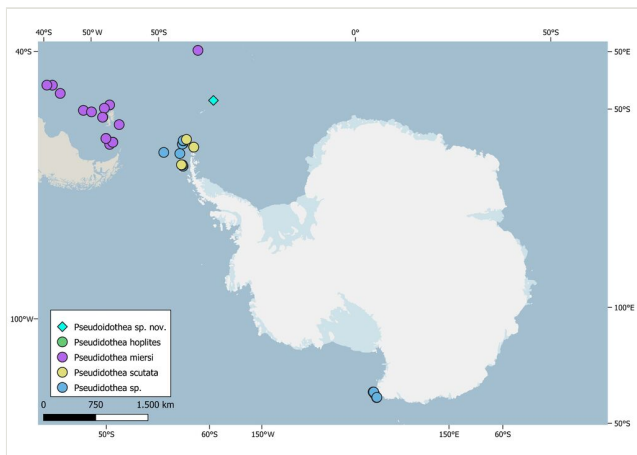 40°S 50°W 50°S 0° 50°S
40°S 50°E
50°S
100°W 100°E
Pseudoidothea sp. nov.
Pseudidothea hoplites
Pseudidothea miersi
Pseudidothea scutata
Pseudidothea sp.
0 750 1.500 km
50°S
50°S 60°S 150°W 150°E 60°S